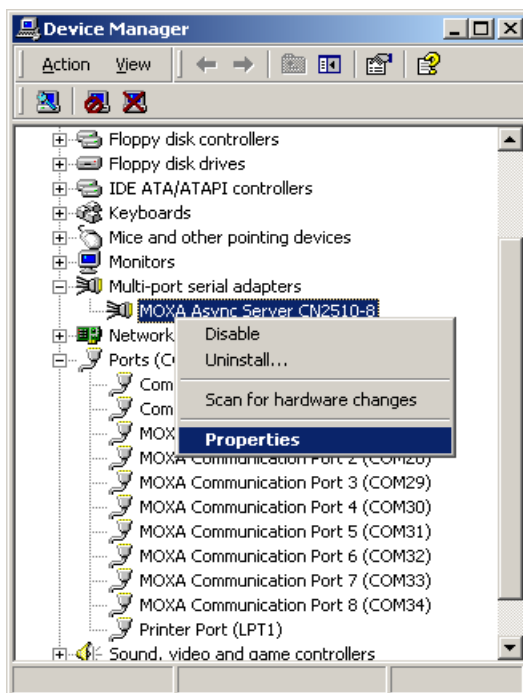 Device Manager
Action View
Floppy disk controllers
Floppy disk drives
IDE ATA/ATAPI controllers
Keyboards
Mice and other pointing devices
Monitors
Multi-port serial adapters
MOXA Async Server CN2510-8
Network
Disable
Ports (C
Uninstall...
Com
Scan for hardware changes
Com
MOX
Properties
MOXA Communication Port 2 (COM28)
MOXA Communication Port 3 (COM29)
MOXA Communication Port 4 (COM30)
MOXA Communication Port 5 (COM31)
MOXA Communication Port 6 (COM32)
MOXA Communication Port 7 (COM33)
MOXA Communication Port 8 (COM34)
Printer Port (LPT1)
Sound, video and game controllers